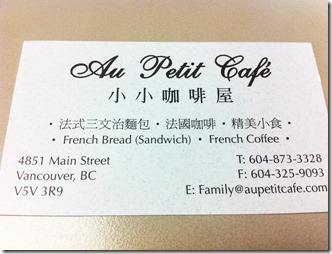 Au Petit Café
小小咖啡屋
・法式三文治麵包・法國咖啡・精美小食・
• French Bread (Sandwich) • French Coffee •
4851 Main Street T: 604-873-3328
Vancouver, BC F: 604-325-9093
V5V 3R9 E: Family@aupetitcafe.com